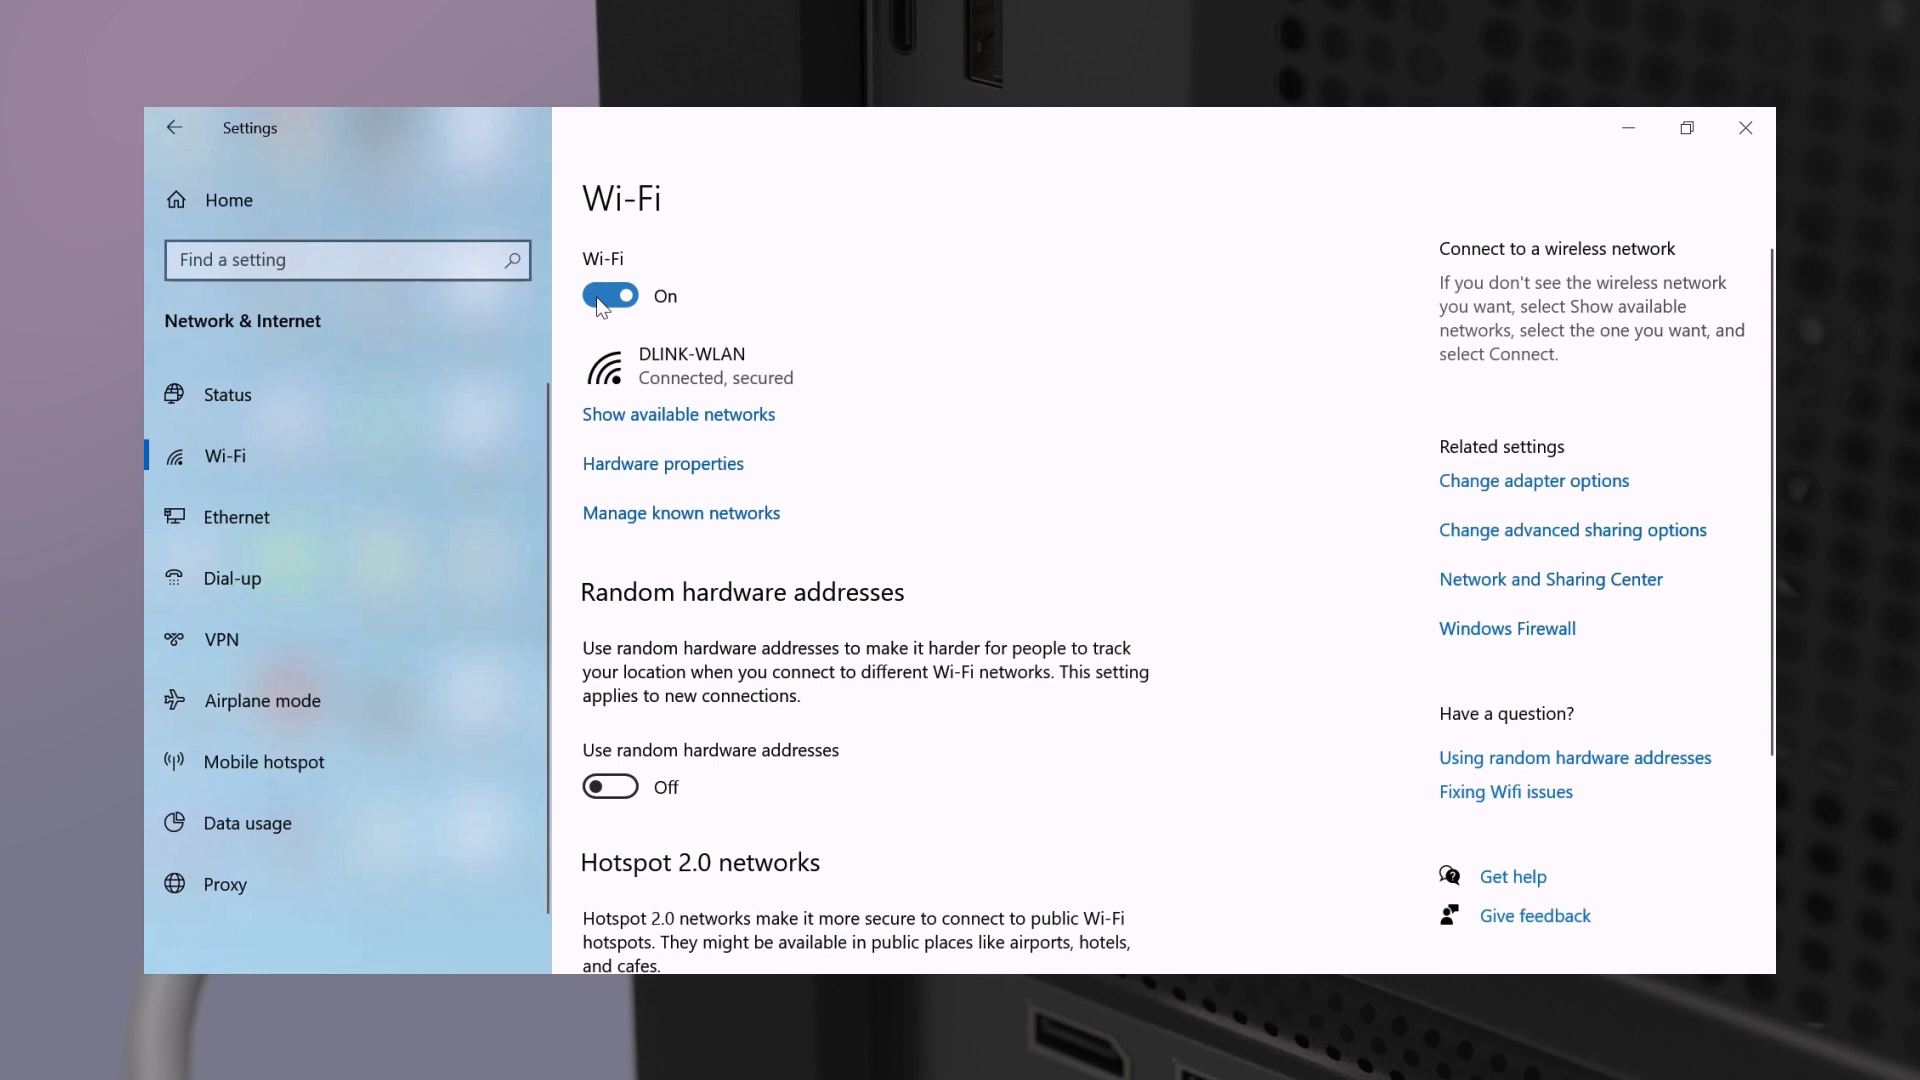 Settings
Home
Find a setting
Network & Internet
Status
Wi-Fi
Ethernet
Dial-up
VPN
Airplane mode
Mobile hotspot
Data usage
Proxy
Wi-Fi
Wi-Fi
On
DLINK-WLAN
Connected, secured
Show available networks
Hardware properties
Manage known networks
Random hardware addresses
Use random hardware addresses to make it harder for people to track
your location when you connect to different Wi-Fi networks. This setting
applies to new connections.
Use random hardware addresses
Off
Hotspot 2.0 networks
Hotspot 2.0 networks make it more secure to connect to public Wi-Fi
hotspots. They might be available in public places like airports, hotels,
and cafes.
Connect to a wireless network
If you don't see the wireless network
you want, select Show available
networks, select the one you want, and
select Connect.
Related settings
Change adapter options
Change advanced sharing options
Network and Sharing Center
Windows Firewall
Have a question?
Using random hardware addresses
Fixing Wifi issues
Get help
Give feedback